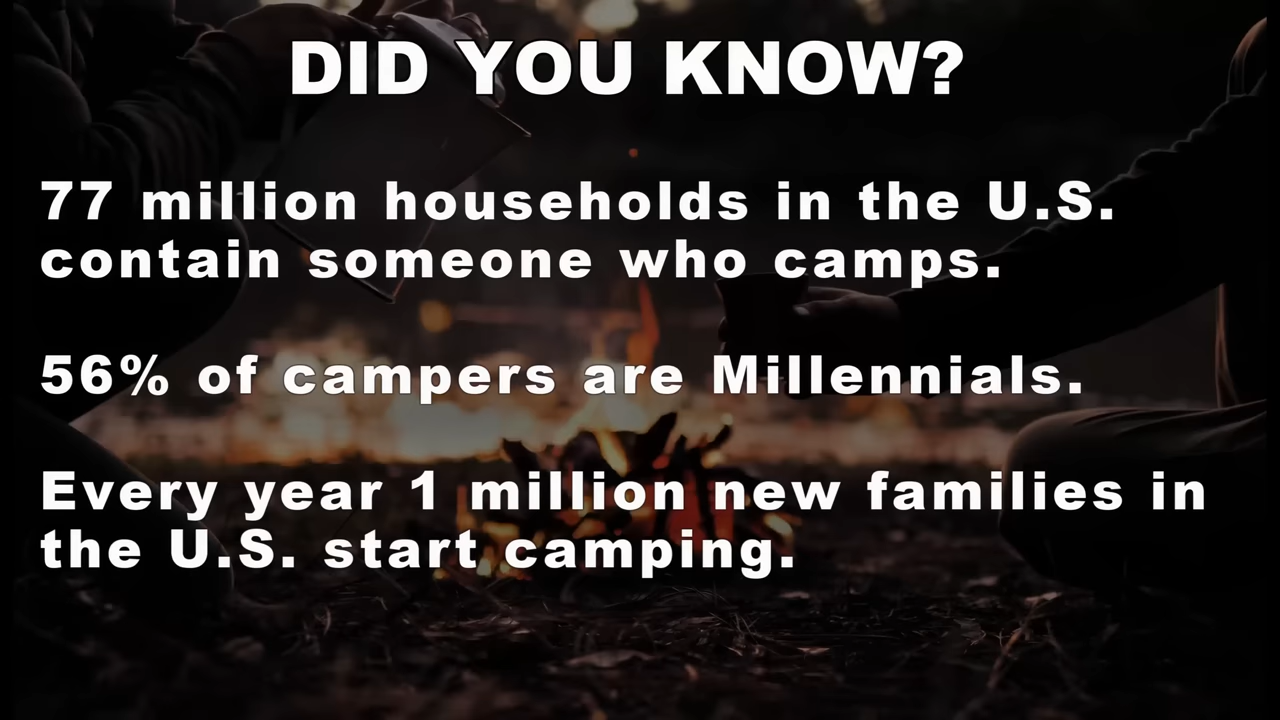 DID YOU KNOW?
77 million households in the U.S.
contain someone who camps.
56% of campers are Millennials.
Every year 1 million new families in
the U.S. start camping.